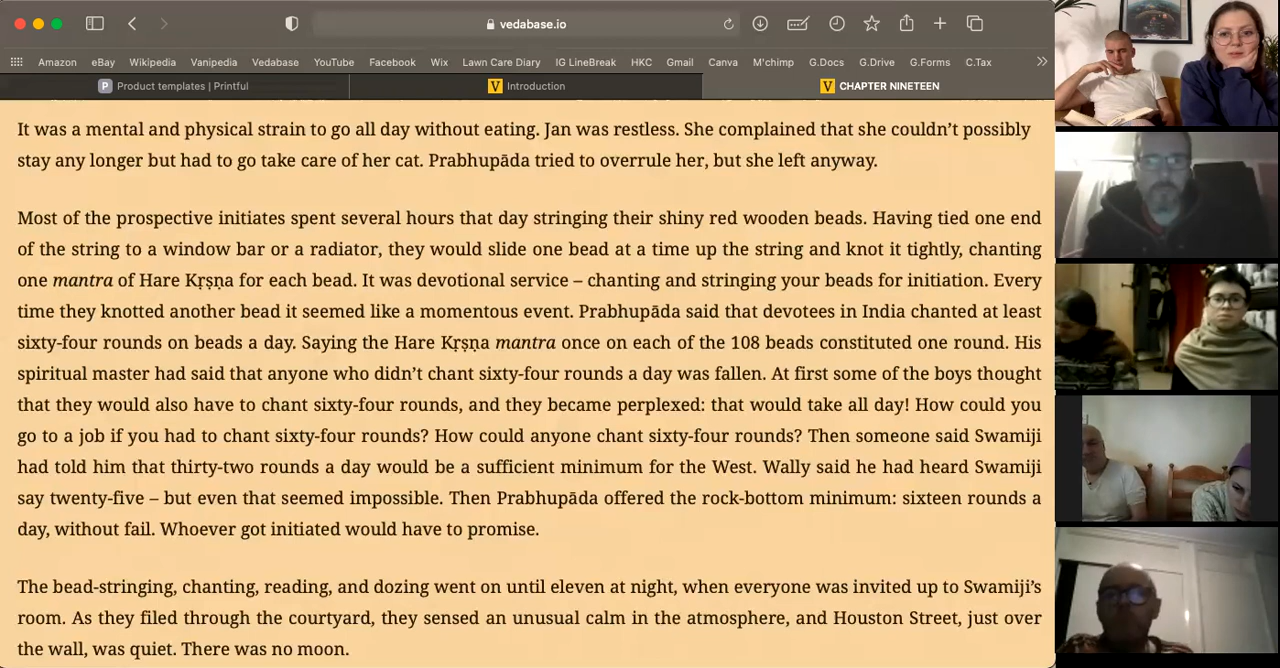 vedabase.io
Amazon eBay Wikipedia Vanipedia Vedabase YouTube Facebook Wix Lawn Care Diary IG LineBreak HKC Gmail Canva M'chimp G.Docs G.Drive G.Forms C.Tax
P Product templates | Printful V Introduction V CHAPTER NINETEEN
It was a mental and physical strain to go all day without eating. Jan was restless. She complained that she couldn’t possibly
stay any longer but had to go take care of her cat. Prabhupāda tried to overrule her, but she left anyway.
Most of the prospective initiates spent several hours that day stringing their shiny red wooden beads. Having tied one end
of the string to a window bar or a radiator, they would slide one bead at a time up the string and knot it tightly, chanting
one mantra of Hare Kṛṣṇa for each bead. It was devotional service – chanting and stringing your beads for initiation. Every
time they knotted another bead it seemed like a momentous event. Prabhupāda said that devotees in India chanted at least
sixty-four rounds on beads a day. Saying the Hare Kṛṣṇa mantra once on each of the 108 beads constituted one round. His
spiritual master had said that anyone who didn’t chant sixty-four rounds a day was fallen. At first some of the boys thought
that they would also have to chant sixty-four rounds, and they became perplexed: that would take all day! How could you
go to a job if you had to chant sixty-four rounds? How could anyone chant sixty-four rounds? Then someone said Swamiji
had told him that thirty-two rounds a day would be a sufficient minimum for the West. Wally said he had heard Swamiji
say twenty-five – but even that seemed impossible. Then Prabhupāda offered the rock-bottom minimum: sixteen rounds a
day, without fail. Whoever got initiated would have to promise.
The bead-stringing, chanting, reading, and dozing went on until eleven at night, when everyone was invited up to Swamiji’s
room. As they filed through the courtyard, they sensed an unusual calm in the atmosphere, and Houston Street, just over
the wall, was quiet. There was no moon.